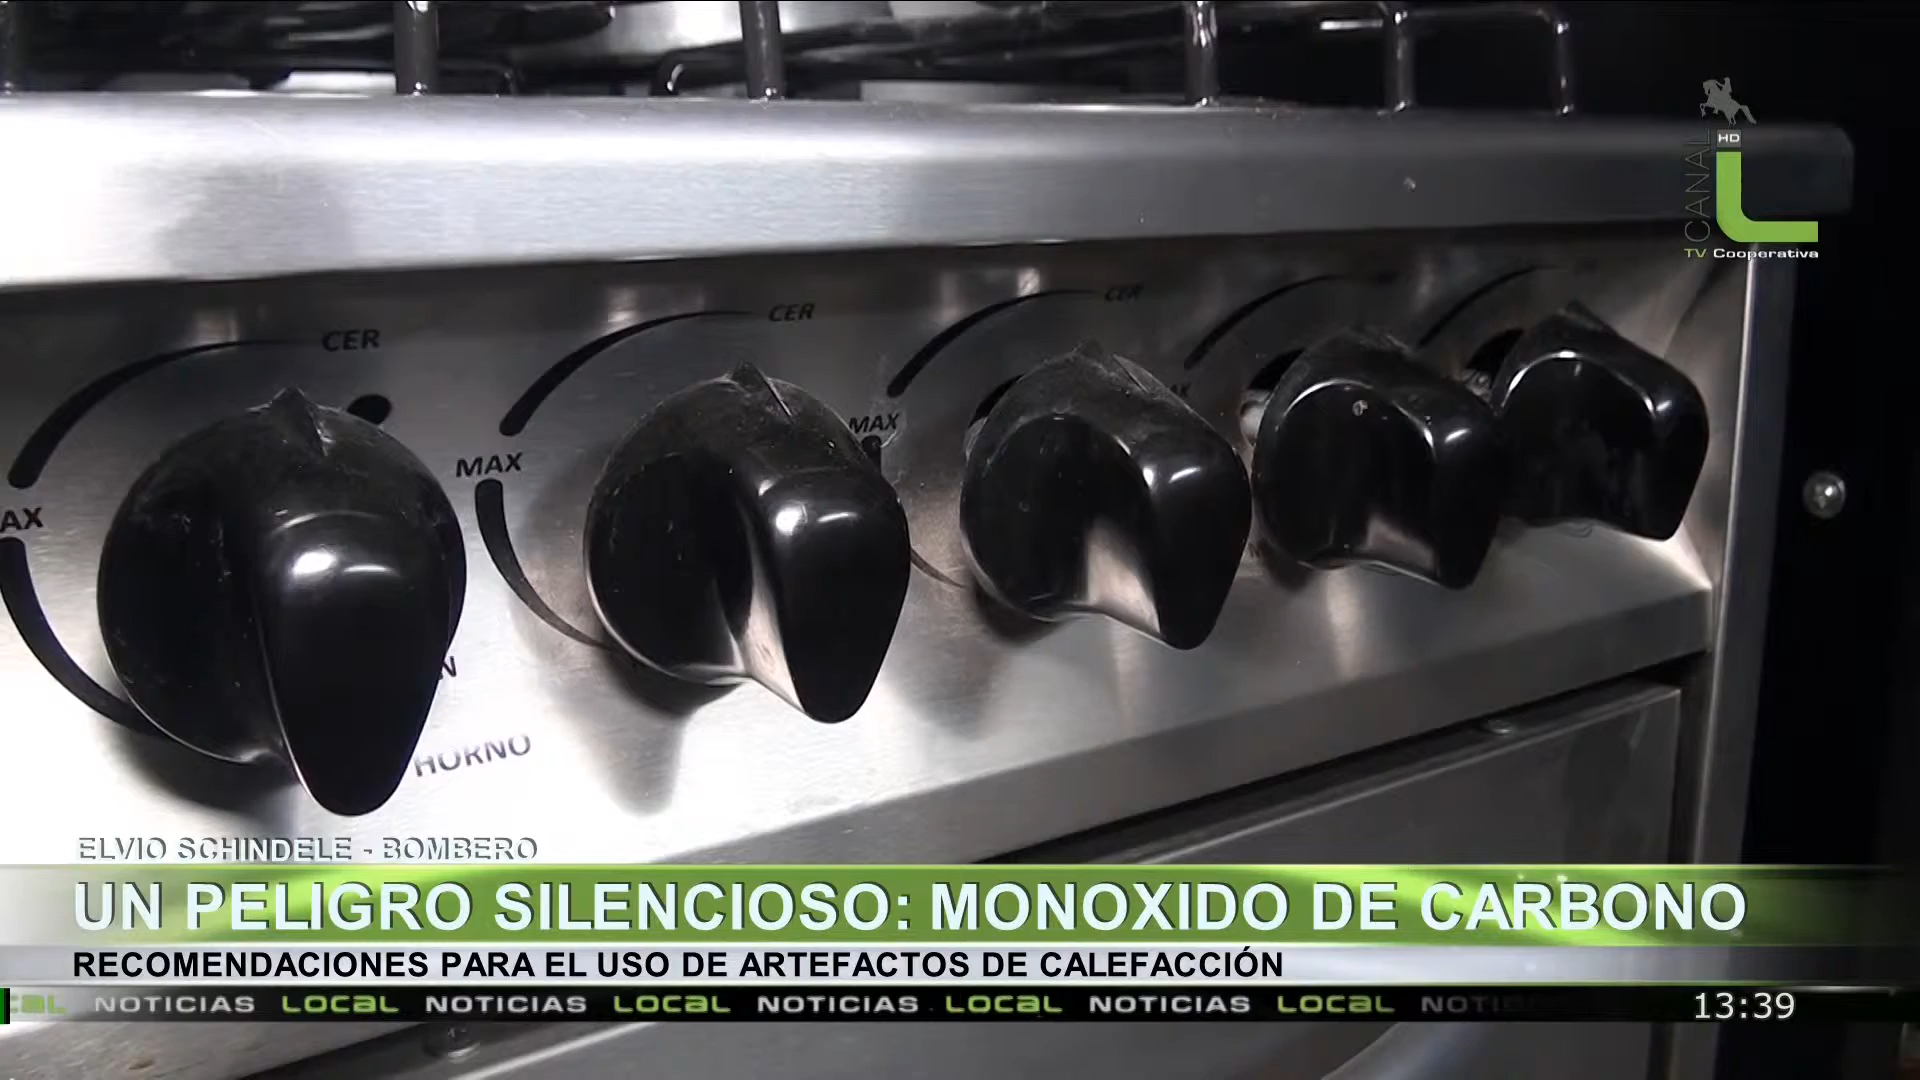 CER
CER
CER
MAX
MAX
AX
HORNO
CANAL
HD
L
TV Cooperativa
ELVIO SCHINDELE - BOMBERO
UN PELIGRO SILENCIOSO: MONOXIDO DE CARBONO
RECOMENDACIONES PARA EL USO DE ARTEFACTOS DE CALEFACCIÓN
CAL NOTICIAS LOCAL NOTICIAS LOCAL NOTICIAS LOCAL NOTICIAS LOCAL NOTI
13:39